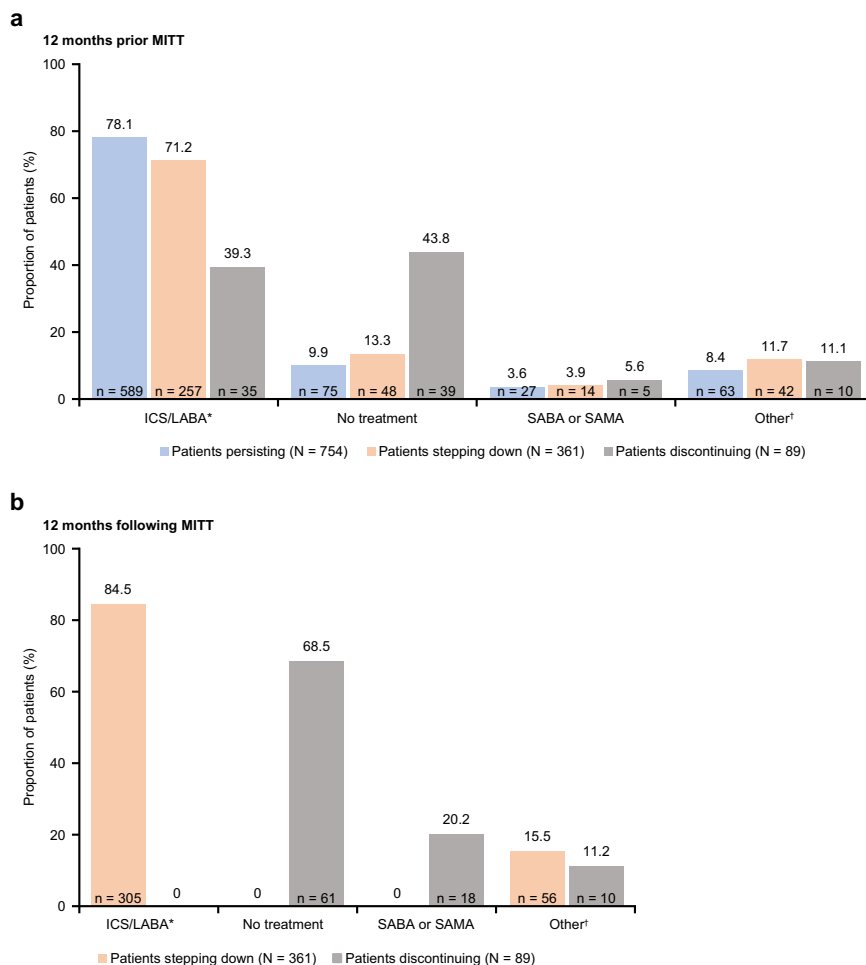 a
12 months prior MITT
100
80
60
40
20
0
Proportion of patients (%)
78.1
71.2
39.3
9.9
13.3
43.8
3.6
3.9
5.6
8.4
11.7
11.1
n = 589
n = 257
n = 35
n = 75
n = 48
n = 39
n = 27
n = 14
n = 5
n = 63
n = 42
n = 10
ICS/LABA*
No treatment
SABA or SAMA
Other†
Patients persisting (N = 754)
Patients stepping down (N = 361)
Patients discontinuing (N = 89)
b
12 months following MITT
100
80
60
40
20
0
Proportion of patients (%)
84.5
0
0
68.5
0
20.2
15.5
11.2
n = 305
n = 61
n = 18
n = 56
n = 10
ICS/LABA*
No treatment
SABA or SAMA
Other†
Patients stepping down (N = 361)
Patients discontinuing (N = 89)